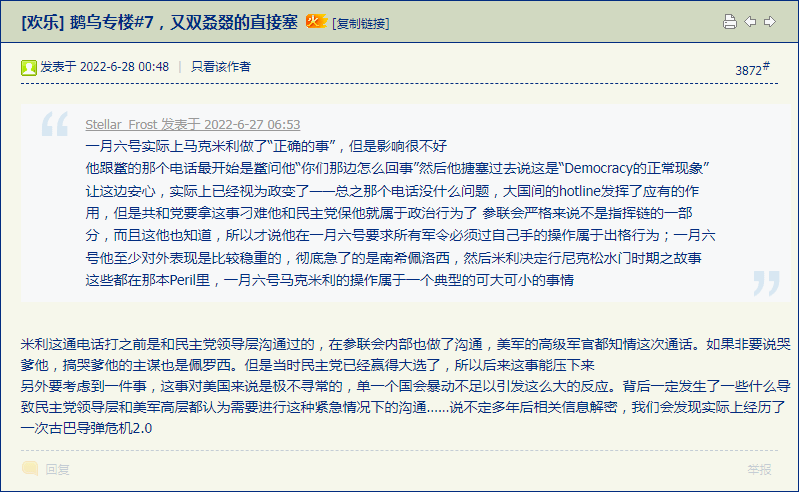 [欢乐] 鹅乌专楼#7，又双叒叕的直接塞 火 [复制链接]
发表于 2022-6-28 00:48 | 只看该作者
3872#
Stellar_Frost 发表于 2022-6-27 06:53
一月六号实际上马克米利做了“正确的事”，但是影响很不好
他跟鳖的那个电话最开始是鳖问他“你们那边怎么回事”然后他搪塞过去说这是“Democracy的正常现象”
让这边安心，实际上已经视为政变了——总之那个电话没什么问题，大国间的hotline发挥了应有的作
用，但是共和党要拿这事刁难他和民主党保他就属于政治行为了 参联会严格来说不是指挥链的一部
分，而且这他也知道，所以才说他在一月六号要求所有军令必须过自己手的操作属于出格行为；一月六
号他至少对外表现是比较稳重的，彻底急了的是南希佩洛西，然后米利决定行尼克松水门时期之故事
这些都在那本Peril里，一月六号马克米利的操作属于一个典型的可大可小的事情
米利这通电话打之前是和民主党领导层沟通过的，在参联会内部也做了沟通，美军的高级军官都知情这次通话。如果非要说哭
爹他，搞哭爹他的主谋也是佩罗西。但是当时民主党已经赢得大选了，所以后来这事能压下来
另外要考虑到一件事，这事对美国来说是极不寻常的，单一个国会暴动不足以引发这么大的反应。背后一定发生了一些什么导
致民主党领导层和美军高层都认为需要进行这种紧急情况下的沟通......说不定多年后相关信息解密，我们会发现实际上经历了
一次古巴导弹危机2.0
回复
举报